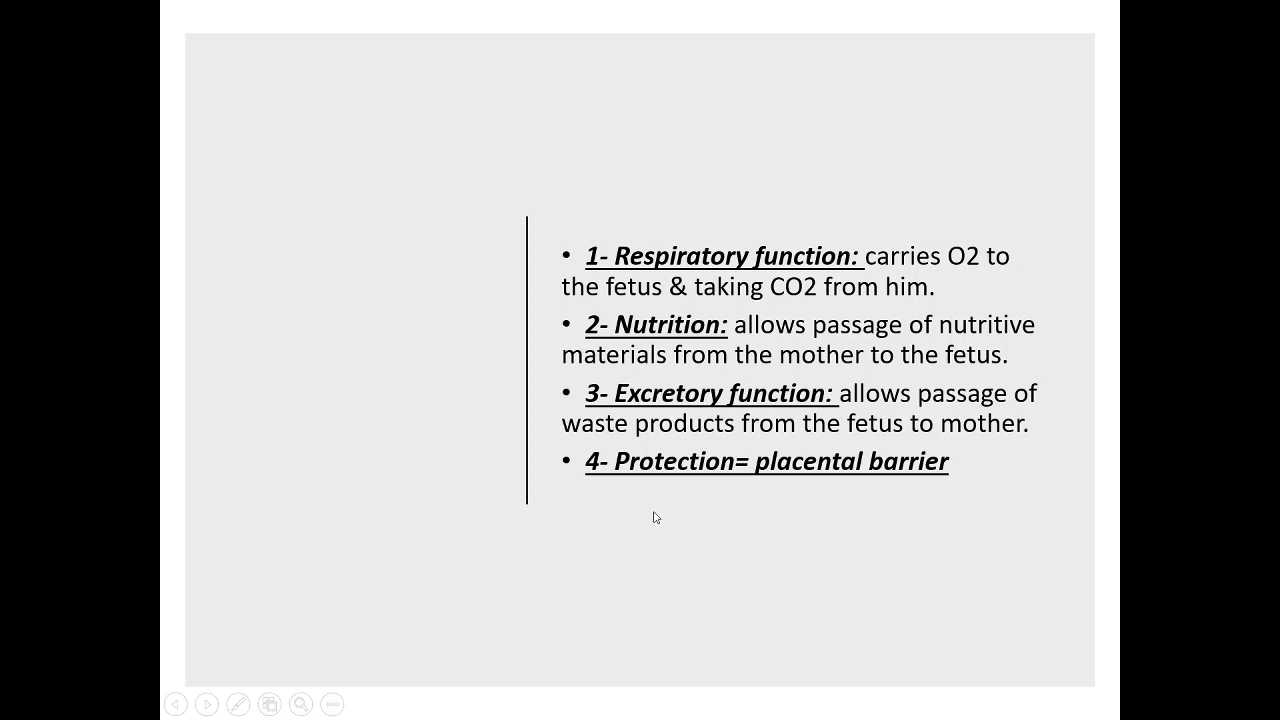 • 1- Respiratory function: carries O2 to
the fetus & taking CO2 from him.
• 2- Nutrition: allows passage of nutritive
materials from the mother to the fetus.
• 3- Excretory function: allows passage of
waste products from the fetus to mother.
• 4- Protection= placental barrier